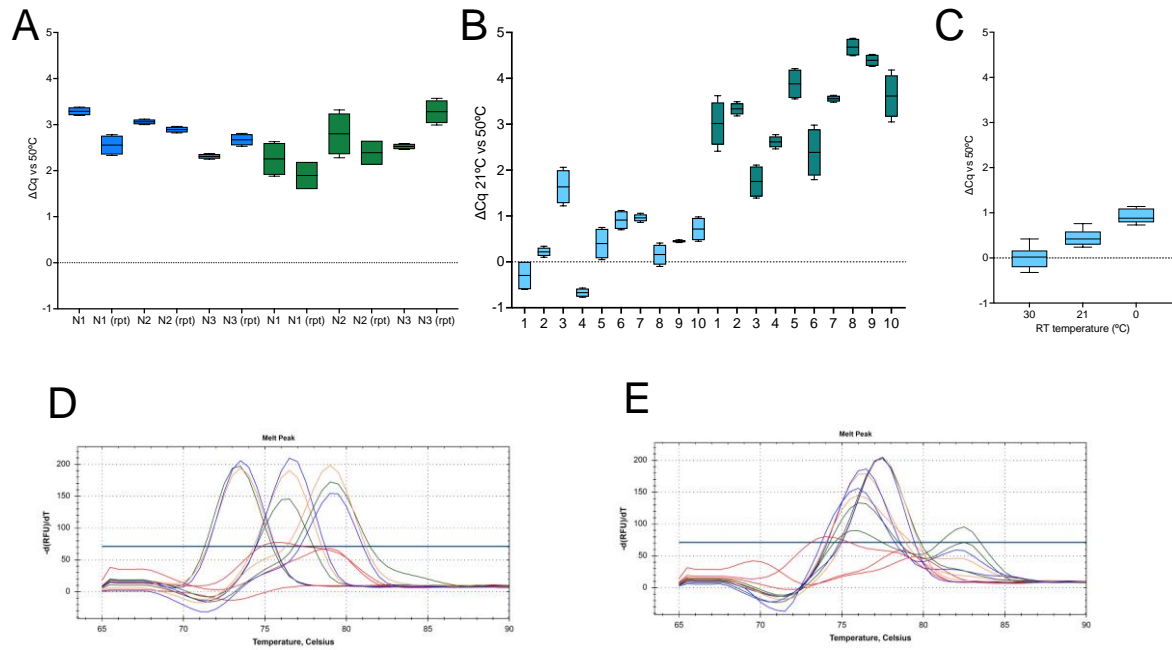 A
ΔCq vs 50ºC
5
4
3
2
1
0
-1
N1 N1 (rpt) N2 N2 (rpt) N3 N3 (rpt) N1 N1 (rpt) N2 N2 (rpt) N3 N3 (rpt)
B
ΔCq 21ºC vs 50ºC
5
4
3
2
1
0
-1
1 2 3 4 5 6 7 8 9 10 1 2 3 4 5 6 7 8 9 10
C
ΔCq vs 50ºC
5
4
3
2
1
0
-1
30 21 0
RT temperature (ºC)
D
Melt Peak
-d(RFU)/dT
200
150
100
50
0
65 70 75 80 85 90
Temperature, Celsius
E
Melt Peak
-d(RFU)/dT
200
150
100
50
0
65 70 75 80 85 90
Temperature, Celsius